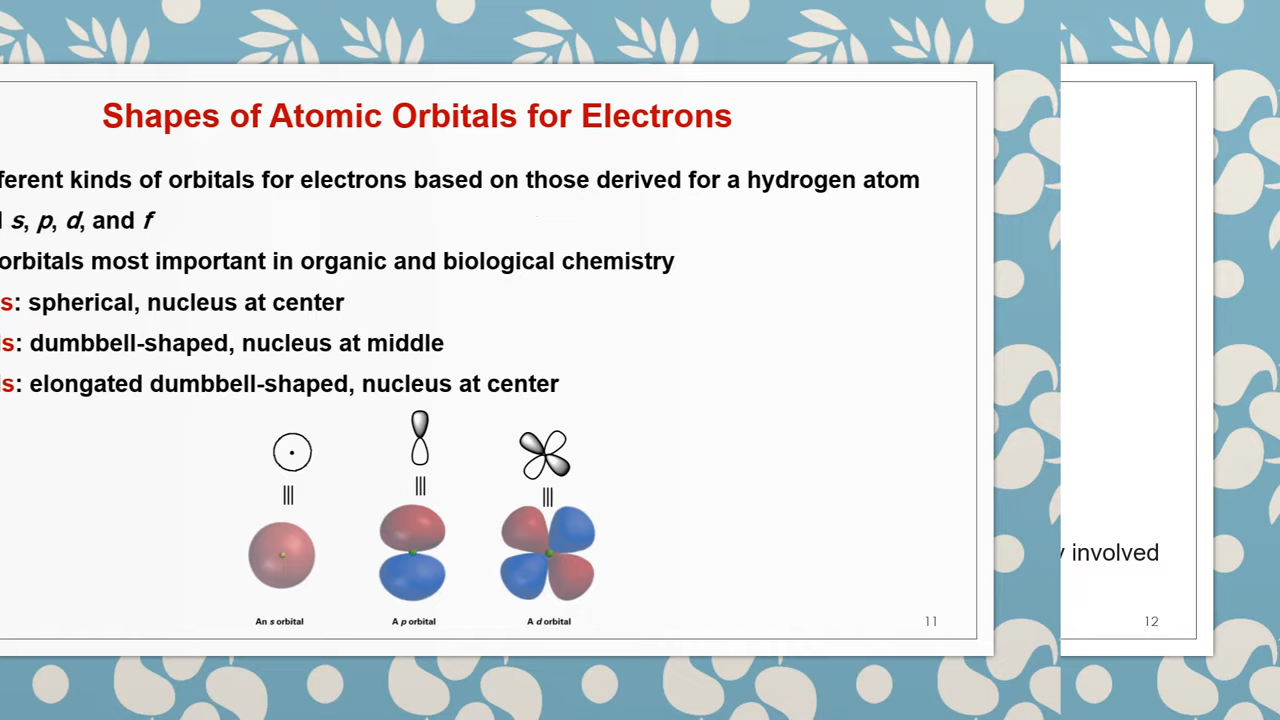 Shapes of Atomic Orbitals for Electrons
ferent kinds of orbitals for electrons based on those derived for a hydrogen atom
s, p, d, and f
orbitals most important in organic and biological chemistry
s: spherical, nucleus at center
s: dumbbell-shaped, nucleus at middle
s: elongated dumbbell-shaped, nucleus at center
An s orbital
A p orbital
A d orbital
11
involved
12